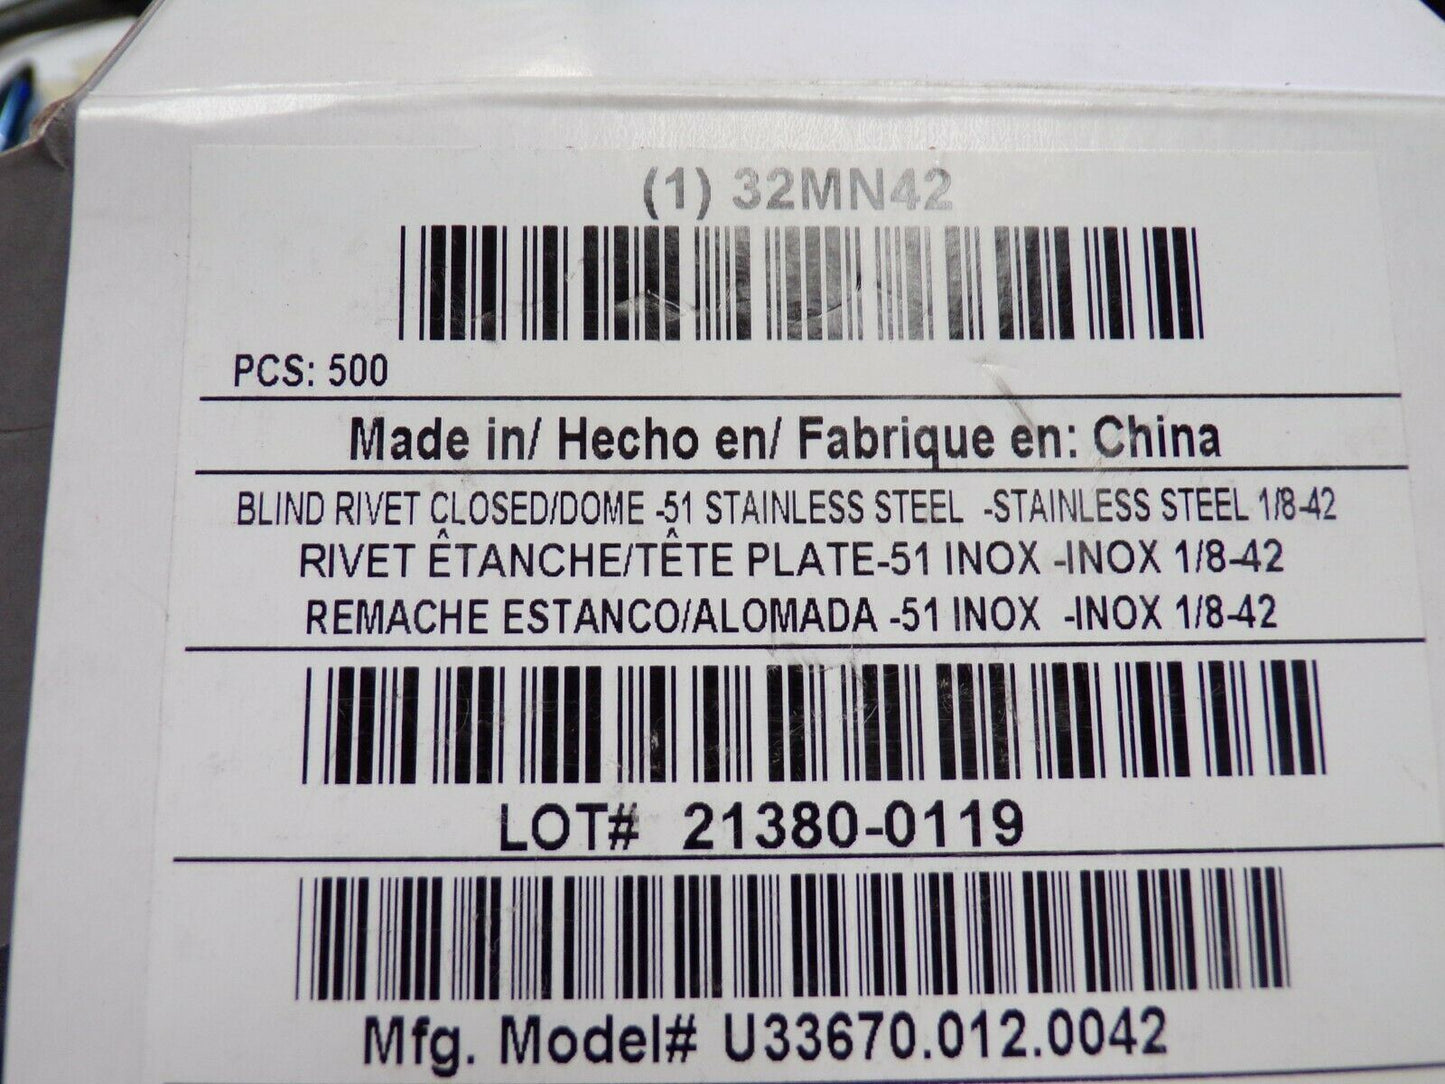 (1) 32MN42
PCS: 500
Made in/ Hecho en/ Fabrique en: China
BLIND RIVET CLOSED/DOME -51 STAINLESS STEEL -STAINLESS STEEL 1/8-42
RIVET ÊTANCHE/TÊTE PLATE-51 INOX -INOX 1/8-42
REMACHE ESTANCO/ALOMADA -51 INOX -INOX 1/8-42
LOT# 21380-0119
Mfg. Model# U33670.012.0042